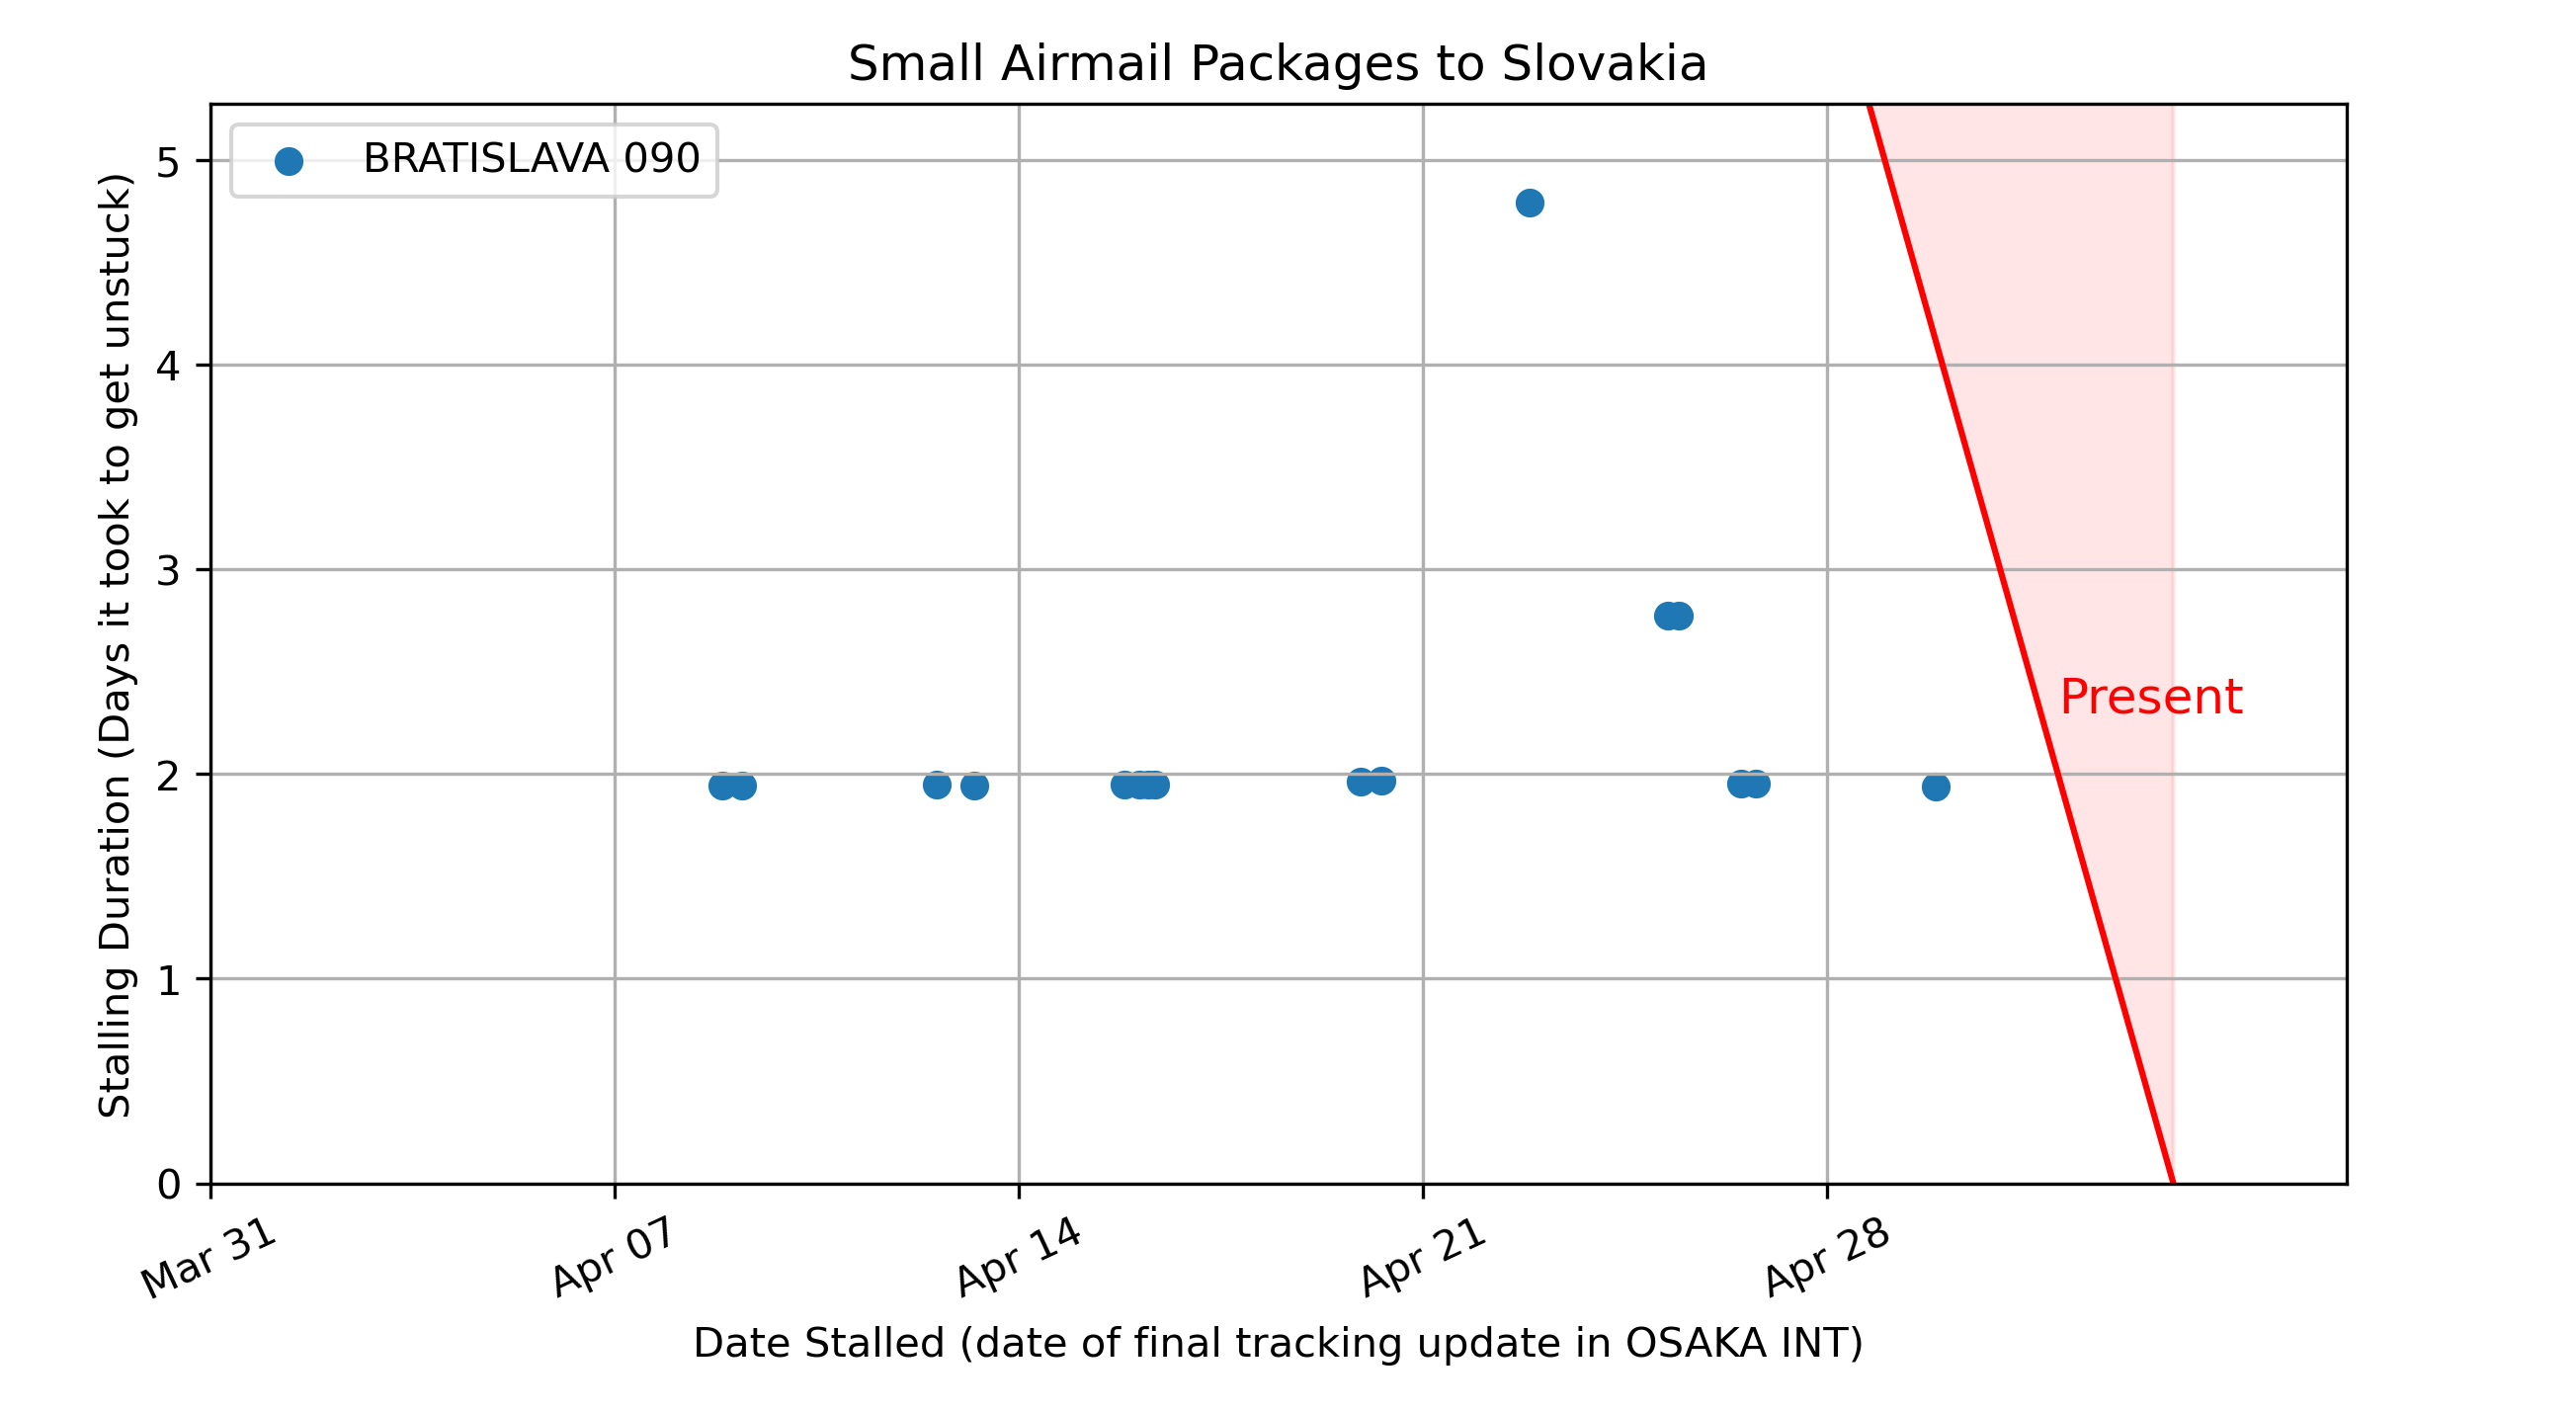 Small Airmail Packages to Slovakia
BRATISLAVA 090
Stalling Duration (Days it took to get unstuck)
5
4
3
2
1
0
Present
Mar 31
Apr 07
Apr 14
Apr 21
Apr 28
Date Stalled (date of final tracking update in OSAKA INT)